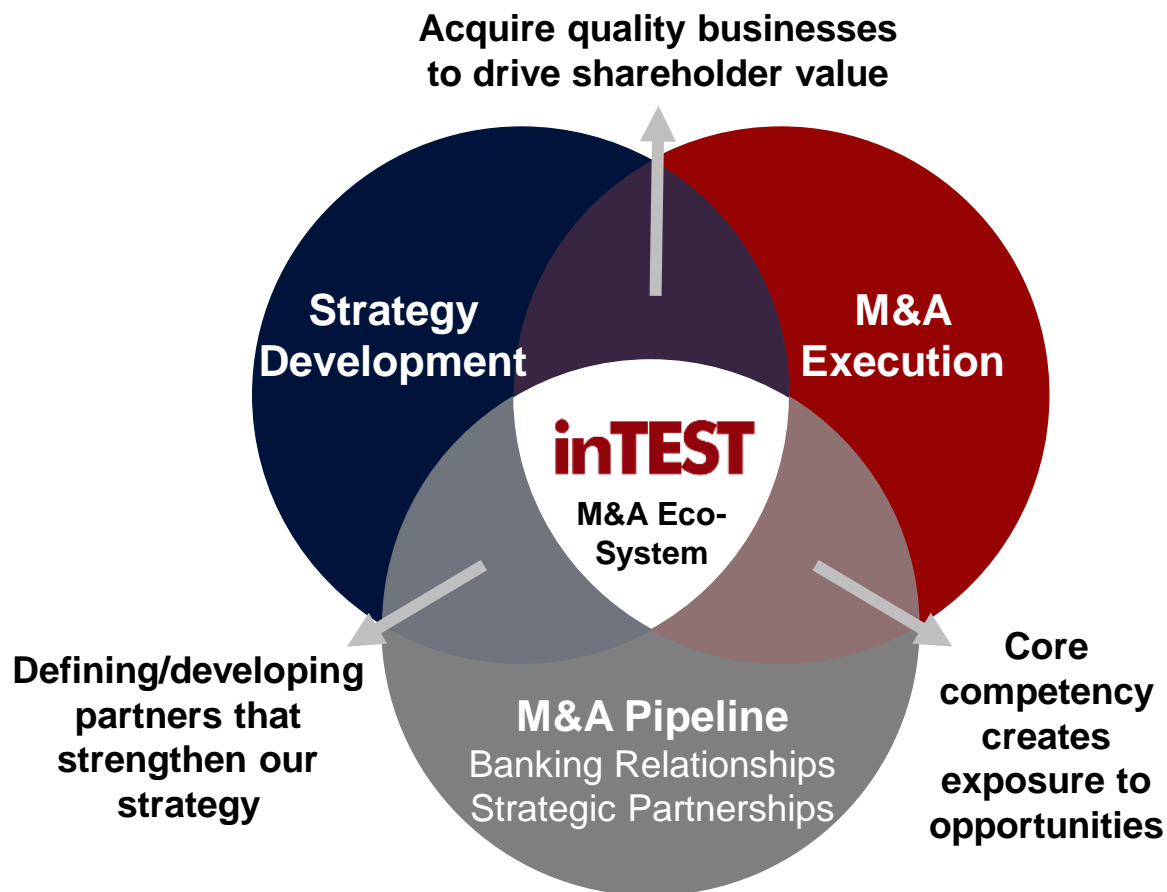 Acquire quality businesses
to drive shareholder value
Strategy
Development
M&A
Execution
inTEST
M&A Eco-
System
Defining/developing
partners that
strengthen our
strategy
M&A Pipeline
Banking Relationships
Strategic Partnerships
Core
competency
creates
exposure to
opportunities